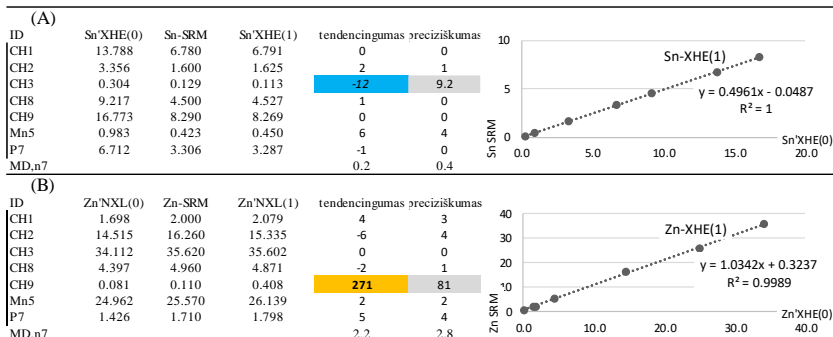 (A)
ID Sn'XHE(0) Sn-SRM Sn'XHE(1) tendencingumas preciziškumas
CH1 13.788 6.780 6.791 0 0
CH2 3.356 1.600 1.625 2 1
CH3 0.304 0.129 0.113 -12 9.2
CH8 9.217 4.500 4.527 1 0
CH9 16.773 8.290 8.269 0 0
Mn5 0.983 0.423 0.450 6 4
P7 6.712 3.306 3.287 -1 0
MD,n7 0.2 0.4
10
5
0
Sn SRM
Sn-XHE(1)
y = 0.4961x - 0.0487
R² = 1
0.0 5.0 10.0 15.0
Sn'XHE(0)
(B)
ID Zn'NXL(0) Zn-SRM Zn'NXL(1) tendencingumas preciziškumas
CH1 1.698 2.000 2.079 4 3
CH2 14.515 16.260 15.335 -6 4
CH3 34.112 35.620 35.602 0 0
CH8 4.397 4.960 4.871 -2 1
CH9 0.081 0.110 0.408 271 81
Mn5 24.962 25.570 26.139 2 2
P7 1.426 1.710 1.798 5 4
MD,n7 2.2 2.8
40
30
20
10
0
Zn SRM
Zn-XHE(1)
y = 1.0342x + 0.3237
R² = 0.9989
0.0 10.0 20.0 30.0 40.0
Zn'XHE(0)